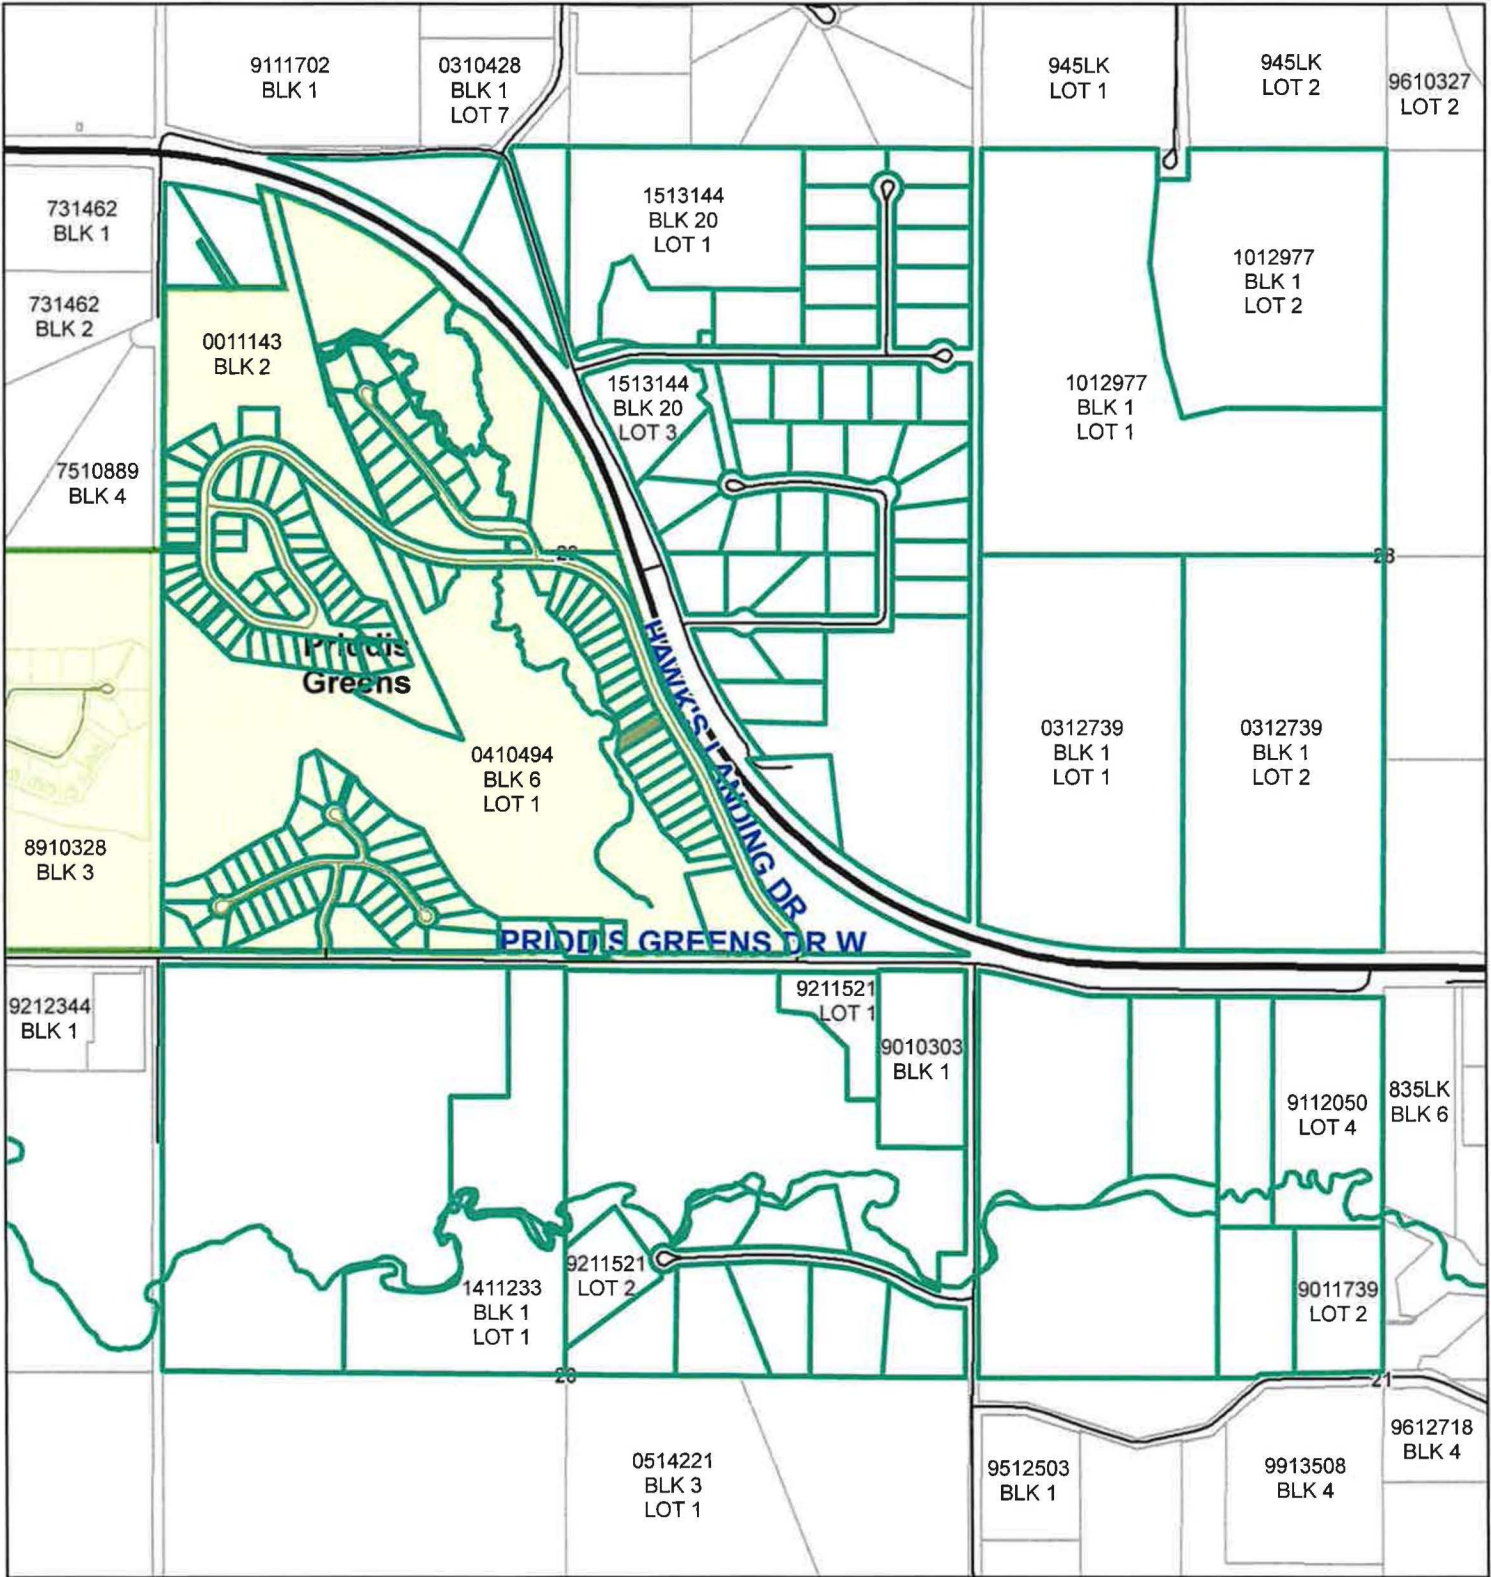 9111702
BLK 1
0310428
BLK 1
LOT 7
945LK
LOT 1
945LK
LOT 2
9610327
LOT 2
731462
BLK 1
1513144
BLK 20
LOT 1
1012977
BLK 1
LOT 2
731462
BLK 2
0011143
BLK 2
1513144
BLK 20
LOT 3
1012977
BLK 1
LOT 1
7510889
BLK 4
29
28
Priddis
Greens
HAWK'S LANDING DR
0410494
BLK 6
LOT 1
0312739
BLK 1
LOT 1
0312739
BLK 1
LOT 2
8910328
BLK 3
PRIDDIS GREENS DR W
9212344
BLK 1
9211521
LOT 1
9010303
BLK 1
9112050
LOT 4
835LK
BLK 6
1411233
BLK 1
LOT 1
9211521
LOT 2
9011739
LOT 2
20
21
0514221
BLK 3
LOT 1
9512503
BLK 1
9913508
BLK 4
9612718
BLK 4